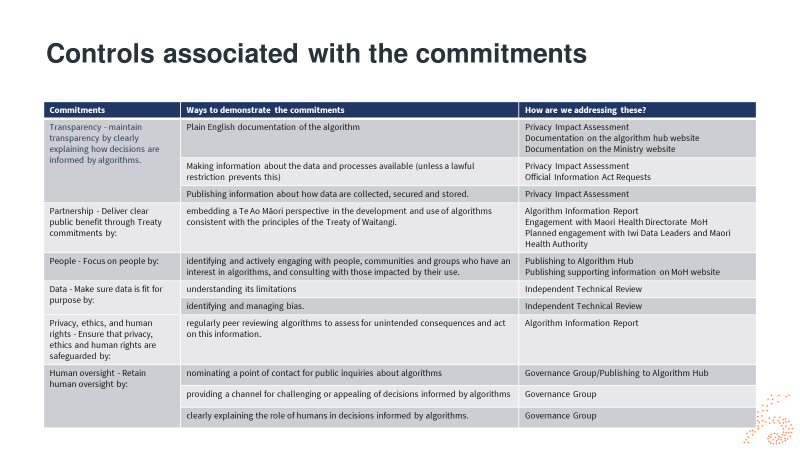 Controls associated with the commitments
Commitments
Ways to demonstrate the commitments
How are we addressing these?
Transparency - maintain
transparency by clearly
explaining how decisions are
informed by algorithms.
Plain English documentation of the algorithm
Privacy Impact Assessment
Documentation on the algorithm hub website
Documentation on the Ministry website
Making information about the data and processes available (unless a lawful
restriction prevents this)
Privacy Impact Assessment
Official Information Act Requests
Publishing information about how data are collected, secured and stored.
Privacy Impact Assessment
Partnership - Deliver clear
public benefit through Treaty
commitments by:
embedding a Te Ao Māori perspective in the development and use of algorithms
consistent with the principles of the Treaty of Waitangi.
Algorithm Information Report
Engagement with Maori Health Directorate MoH
Planned engagement with Iwi Data Leaders and Maori
Health Authority
People - Focus on people by:
identifying and actively engaging with people, communities and groups who have an
interest in algorithms, and consulting with those impacted by their use.
Publishing to Algorithm Hub
Publishing supporting information on MoH website
Data - Make sure data is fit for
purpose by:
understanding its limitations
Independent Technical Review
identifying and managing bias.
Independent Technical Review
Privacy, ethics, and human
rights - Ensure that privacy,
ethics and human rights are
safeguarded by:
regularly peer reviewing algorithms to assess for unintended consequences and act
on this information.
Algorithm Information Report
Human oversight - Retain
human oversight by:
nominating a point of contact for public inquiries about algorithms
Governance Group/Publishing to Algorithm Hub
providing a channel for challenging or appealing of decisions informed by algorithms
Governance Group
clearly explaining the role of humans in decisions informed by algorithms.
Governance Group